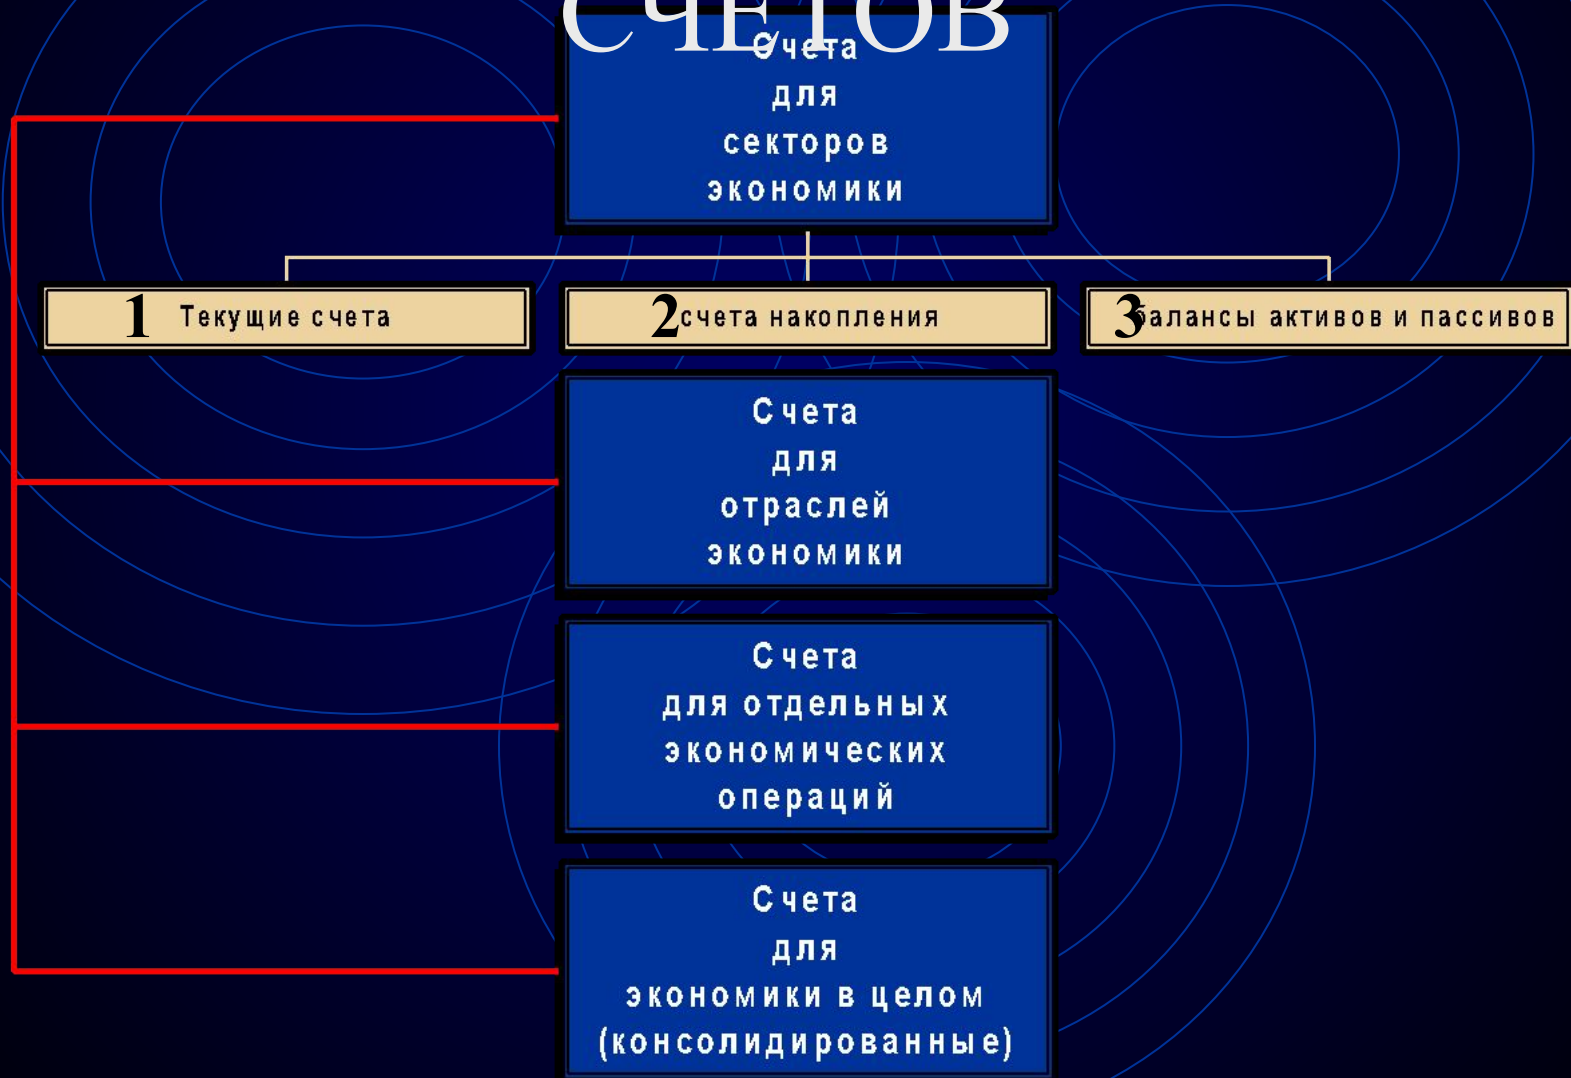 СЧЕТОВ
Счета
для
секторов
экономики
1 Текущие счета
2 счета накопления
3 балансы активов и пассивов
Счета
для
отраслей
экономики
Счета
для отдельных
экономических
операций
Счета
для
экономики в целом
(консолидированные)